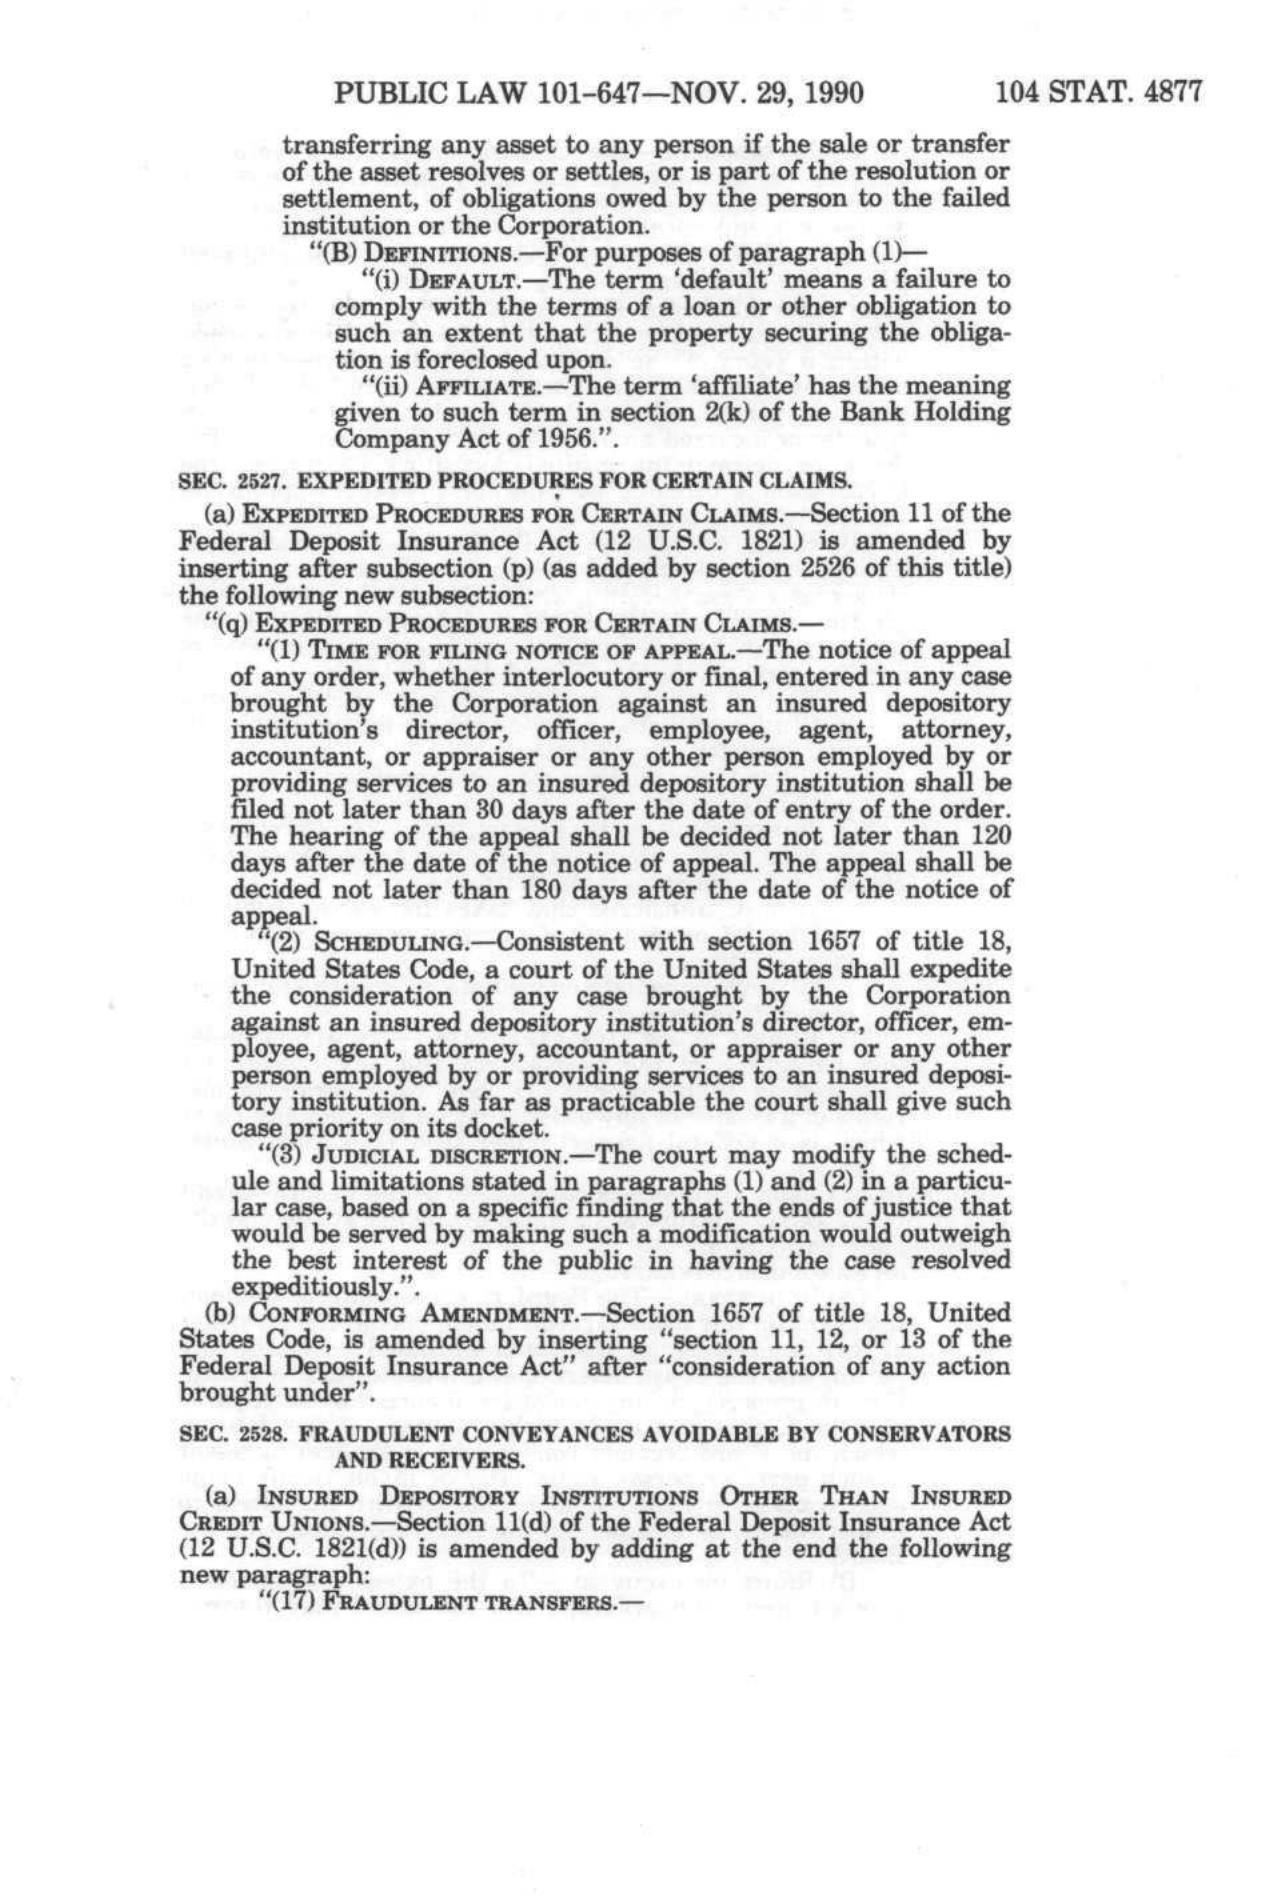 PUBLIC LAW 101–647—NOV. 29, 1990 104 STAT. 4877
transferring any asset to any person if the sale or transfer
of the asset resolves or settles, or is part of the resolution or
settlement, of obligations owed by the person to the failed
institution or the Corporation.
“(B) DEFINITIONS.—For purposes of paragraph (1)—
“(i) DEFAULT.—The term ‘default’ means a failure to
comply with the terms of a loan or other obligation to
such an extent that the property securing the obliga-
tion is foreclosed upon.
“(ii) AFFILIATE.—The term ‘affiliate’ has the meaning
given to such term in section 2(k) of the Bank Holding
Company Act of 1956.”.
SEC. 2527. EXPEDITED PROCEDURES FOR CERTAIN CLAIMS.
(a) EXPEDITED PROCEDURES FOR CERTAIN CLAIMS.—Section 11 of the
Federal Deposit Insurance Act (12 U.S.C. 1821) is amended by
inserting after subsection (p) (as added by section 2526 of this title)
the following new subsection:
“(q) EXPEDITED PROCEDURES FOR CERTAIN CLAIMS.—
“(1) TIME FOR FILING NOTICE OF APPEAL.—The notice of appeal
of any order, whether interlocutory or final, entered in any case
brought by the Corporation against an insured depository
institution's director, officer, employee, agent, attorney,
accountant, or appraiser or any other person employed by or
providing services to an insured depository institution shall be
filed not later than 30 days after the date of entry of the order.
The hearing of the appeal shall be decided not later than 120
days after the date of the notice of appeal. The appeal shall be
decided not later than 180 days after the date of the notice of
appeal.
“(2) SCHEDULING.—Consistent with section 1657 of title 18,
United States Code, a court of the United States shall expedite
the consideration of any case brought by the Corporation
against an insured depository institution's director, officer, em-
ployee, agent, attorney, accountant, or appraiser or any other
person employed by or providing services to an insured deposi-
tory institution. As far as practicable the court shall give such
case priority on its docket.
“(3) JUDICIAL DISCRETION.—The court may modify the sched-
ule and limitations stated in paragraphs (1) and (2) in a particu-
lar case, based on a specific finding that the ends of justice that
would be served by making such a modification would outweigh
the best interest of the public in having the case resolved
expeditiously.”.
(b) CONFORMING AMENDMENT.—Section 1657 of title 18, United
States Code, is amended by inserting “section 11, 12, or 13 of the
Federal Deposit Insurance Act” after “consideration of any action
brought under”.
SEC. 2528. FRAUDULENT CONVEYANCES AVOIDABLE BY CONSERVATORS
AND RECEIVERS.
(a) INSURED DEPOSITORY INSTITUTIONS OTHER THAN INSURED
CREDIT UNIONS.—Section 11(d) of the Federal Deposit Insurance Act
(12 U.S.C. 1821(d)) is amended by adding at the end the following
new paragraph:
“(17) FRAUDULENT TRANSFERS.—